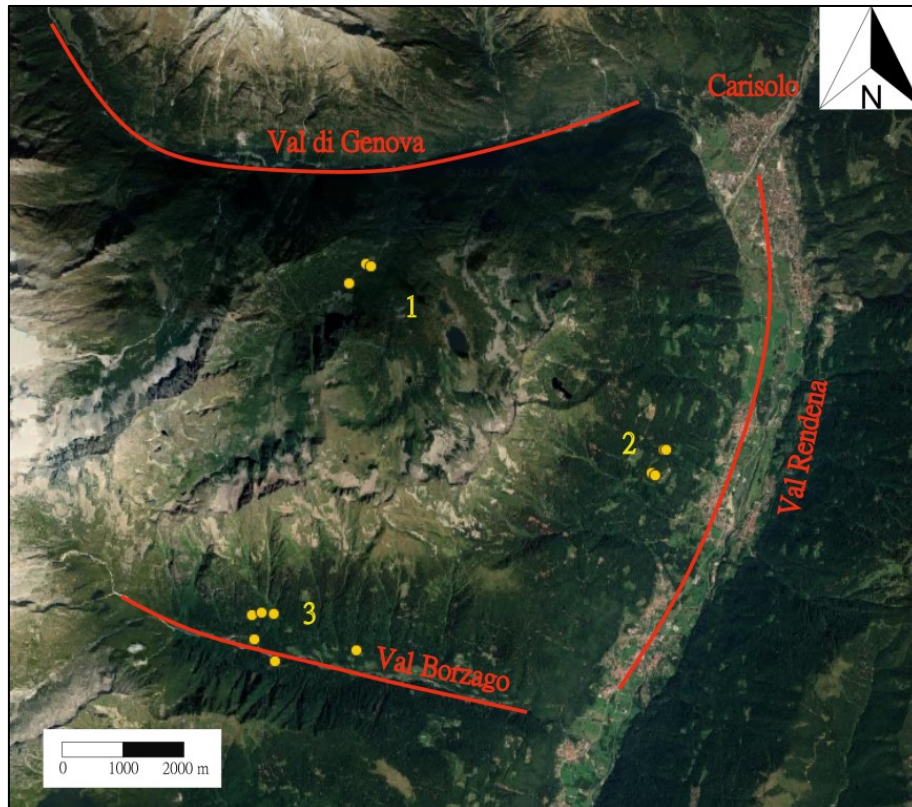 Carisolo
N
Val di Genova
1
2
Val Rendena
3
Val Borzago
0 1000 2000 m